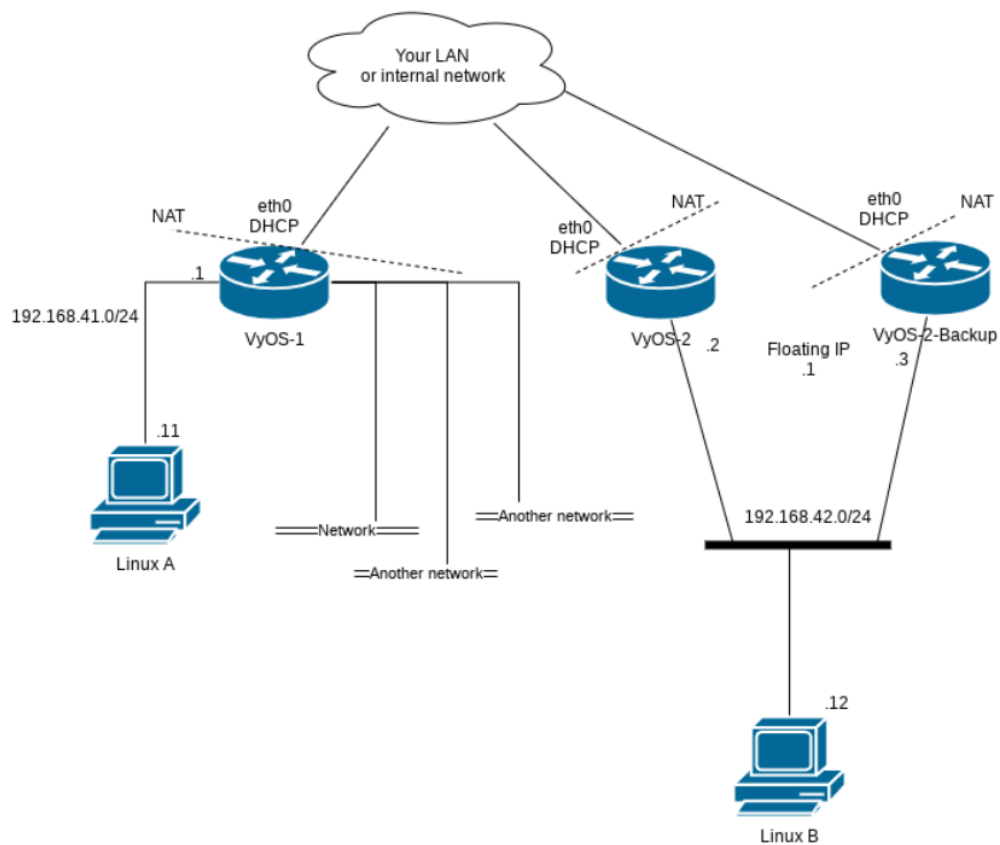 Your LAN
or internal network
NAT
eth0
DHCP
eth0
DHCP
NAT
eth0
DHCP
NAT
.1
192.168.41.0/24
VyOS-1
VyOS-2
.2
Floating IP
.1
VyOS-2-Backup
.3
.11
Linux A
Network
Another network
Another network
192.168.42.0/24
.12
Linux B